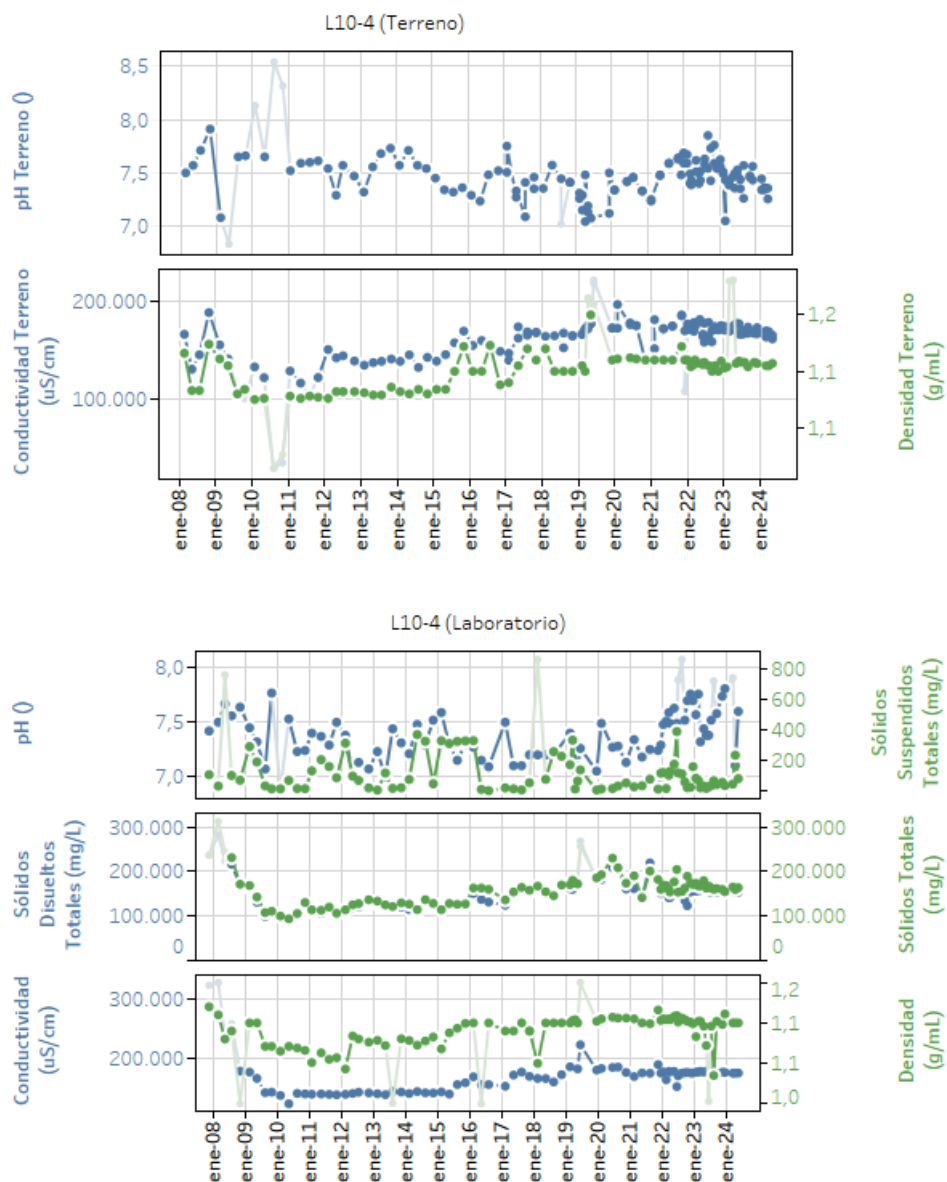 L10-4 (Terreno)
pH Terreno ()
8,5
8,0
7,5
7,0
Conductividad Terreno
(uS/cm)
200.000
100.000
1,2
1,1
1,1
Densidad Terreno
(g/mL)
ene-08
ene-09
ene-10
ene-11
ene-12
ene-13
ene-14
ene-15
ene-16
ene-17
ene-18
ene-19
ene-20
ene-21
ene-22
ene-23
ene-24
L10-4 (Laboratorio)
pH ()
8,0
7,5
7,0
800
600
400
200
Sólidos
Suspendidos
Totales (mg/L)
Sólidos
Disueltos
Totales (mg/L)
300.000
200.000
100.000
0
300.000
200.000
100.000
0
Sólidos Totales
(mg/L)
Conductividad
(uS/cm)
300.000
200.000
1,2
1,1
1,1
1,0
Densidad
(g/mL)
ene-08
ene-09
ene-10
ene-11
ene-12
ene-13
ene-14
ene-15
ene-16
ene-17
ene-18
ene-19
ene-20
ene-21
ene-22
ene-23
ene-24